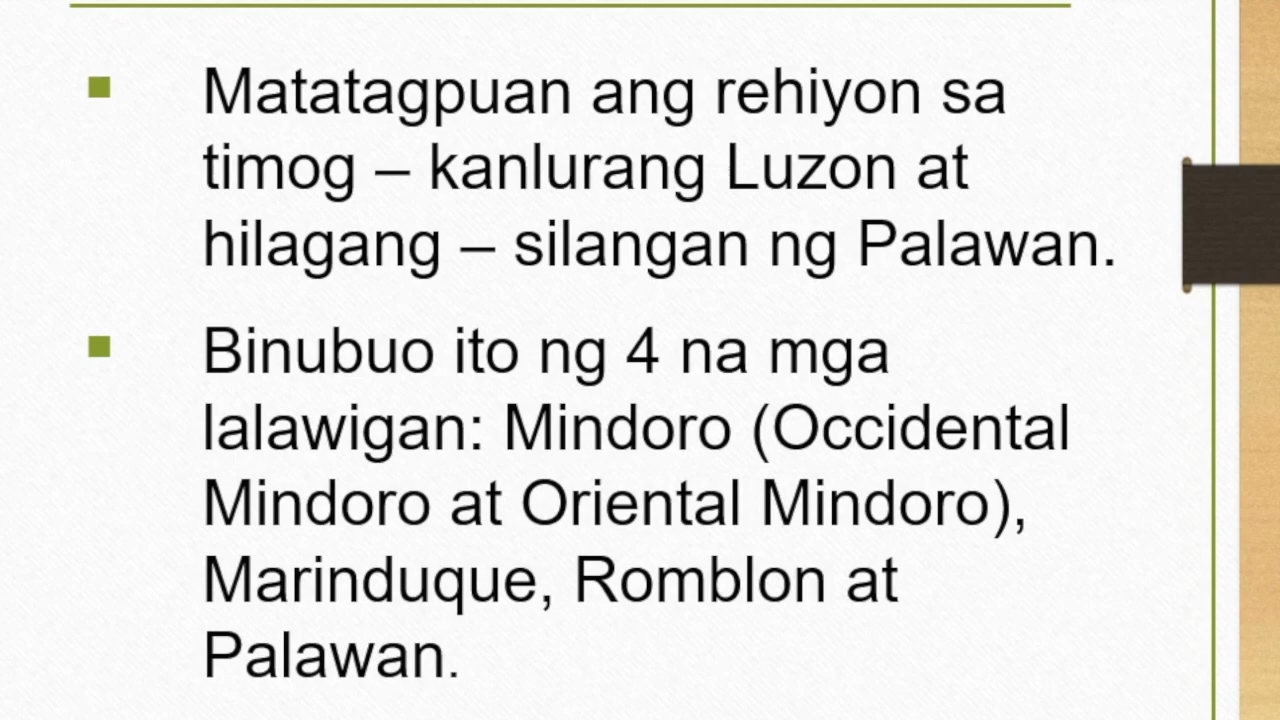 Matatagpuan ang rehiyon sa
timog – kanlurang Luzon at
hilagang – silangan ng Palawan.
Binubuo ito ng 4 na mga
lalawigan: Mindoro (Occidental
Mindoro at Oriental Mindoro),
Marinduque, Romblon at
Palawan.